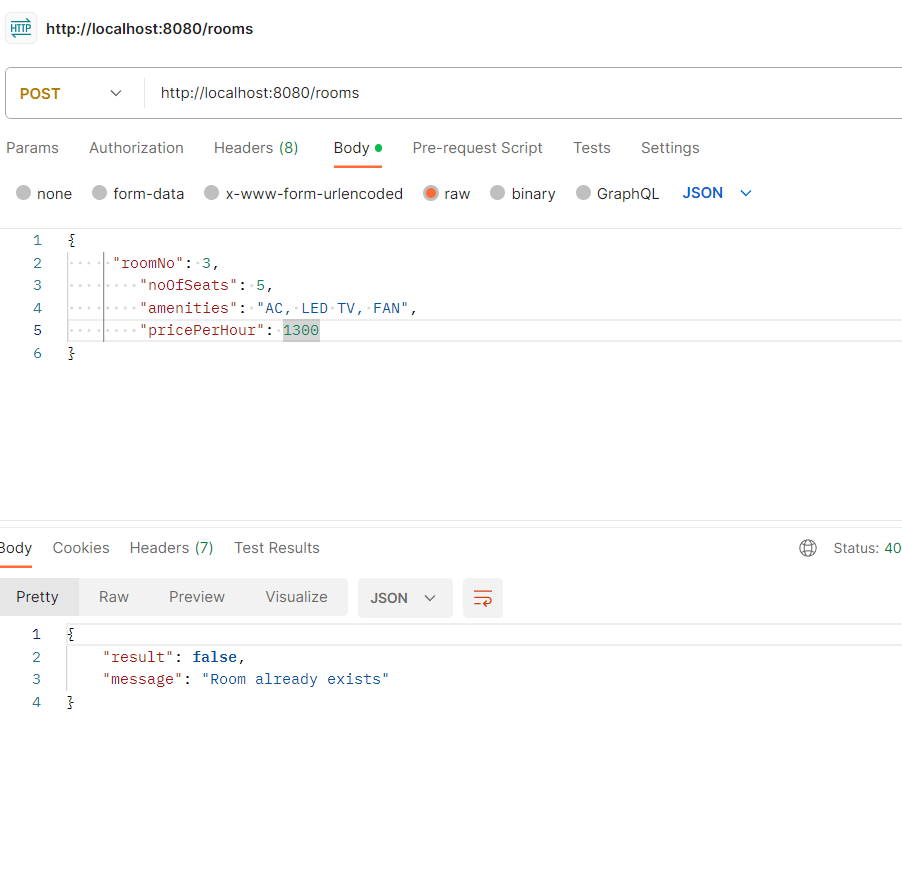 HTTP http://localhost:8080/rooms
POST http://localhost:8080/rooms
Params Authorization Headers (8) Body Pre-request Script Tests Settings
none form-data x-www-form-urlencoded raw binary GraphQL JSON
1 {
2 "roomNo": 3,
3 "noOfSeats": 5,
4 "amenities": "AC, LED TV, FAN",
5 "pricePerHour": 1300
6 }
Body Cookies Headers (7) Test Results Status: 40
Pretty Raw Preview Visualize JSON
1 {
2 "result": false,
3 "message": "Room already exists"
4 }